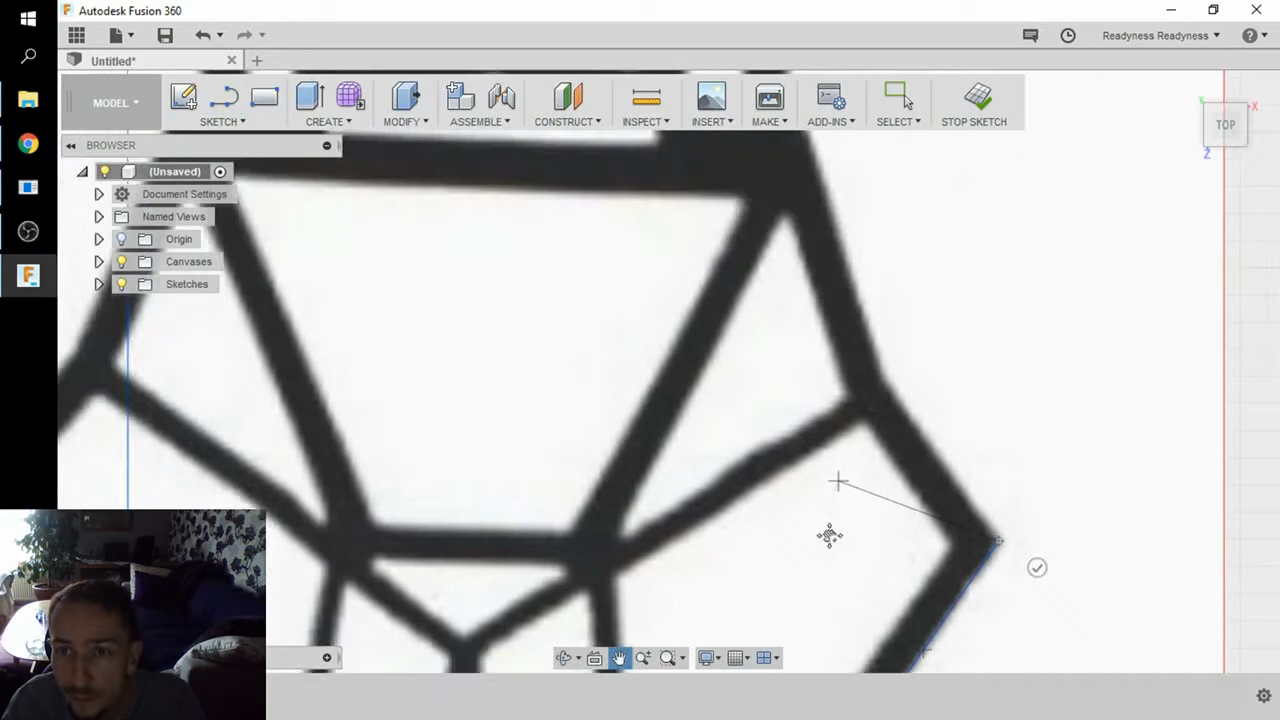 Autodesk Fusion 360
Readyness Readyness
Untitled*
MODEL
SKETCH
CREATE
MODIFY
ASSEMBLE
CONSTRUCT
INSPECT
INSERT
MAKE
ADD-INS
SELECT
STOP SKETCH
BROWSER
(Unsaved)
Document Settings
Named Views
Origin
Canvases
Sketches
TOP
X
Y
Z